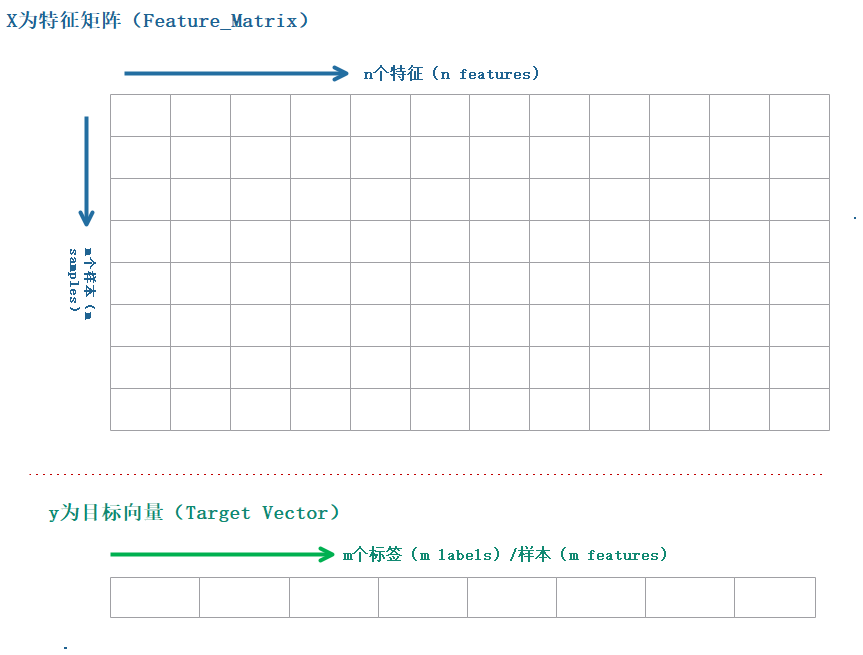 X为特征矩阵（Feature_Matrix）
n个特征（n features）
m个样本（m
samples）
y为目标向量（Target Vector）
m个标签（m labels）/样本（m features）